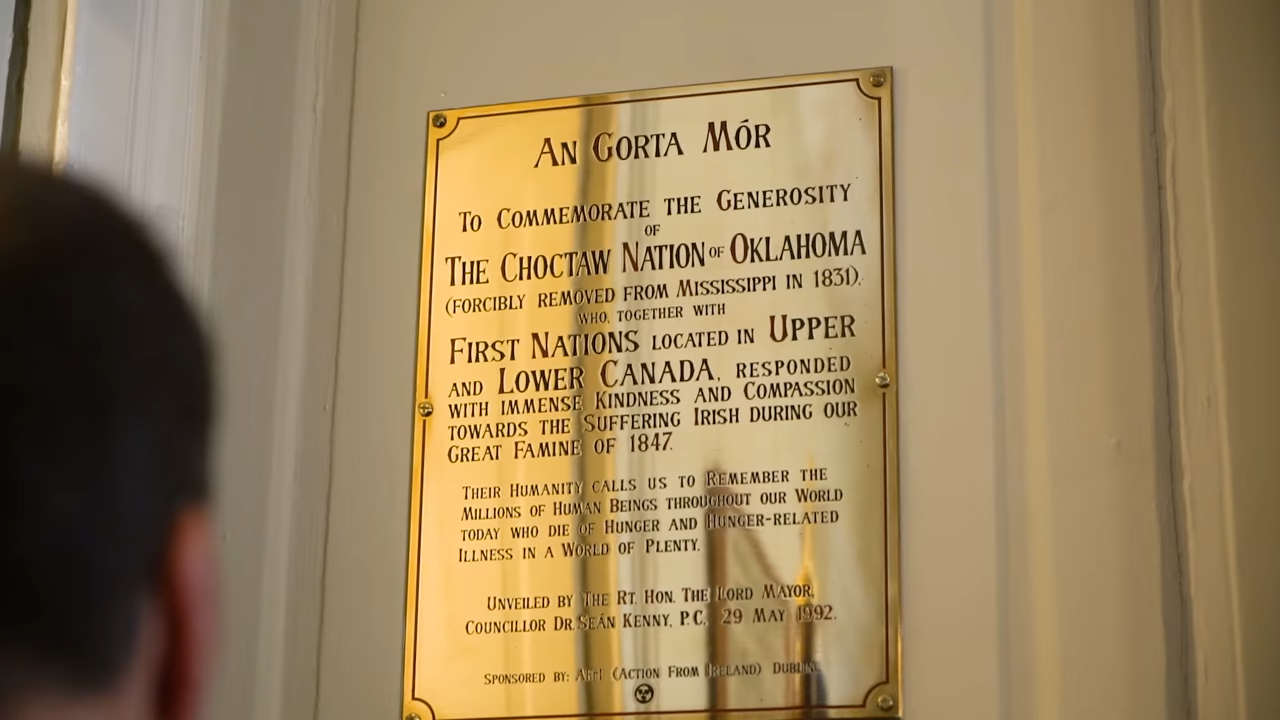 AN GORTA MÓR
TO COMMEMORATE THE GENEROSITY
OF
THE CHOCTAW NATION OF OKLAHOMA
(FORCIBLY REMOVED FROM MISSISSIPPI IN 1831),
WHO, TOGETHER WITH
FIRST NATIONS LOCATED IN UPPER
AND LOWER CANADA, RESPONDED
WITH IMMENSE KINDNESS AND COMPASSION
TOWARDS THE SUFFERING IRISH DURING OUR
GREAT FAMINE OF 1847.
THEIR HUMANITY CALLS US TO REMEMBER THE
MILLIONS OF HUMAN BEINGS THROUGHOUT OUR WORLD
TODAY WHO DIE OF HUNGER AND HUNGER-RELATED
ILLNESS IN A WORLD OF PLENTY.
UNVEILED BY THE RT. HON. THE LORD MAYOR,
COUNCILLOR DR. SEÁN KENNY, P.C. 29 MAY 1992.
SPONSORED BY: AFRI (ACTION FROM IRELAND) DUBLIN.